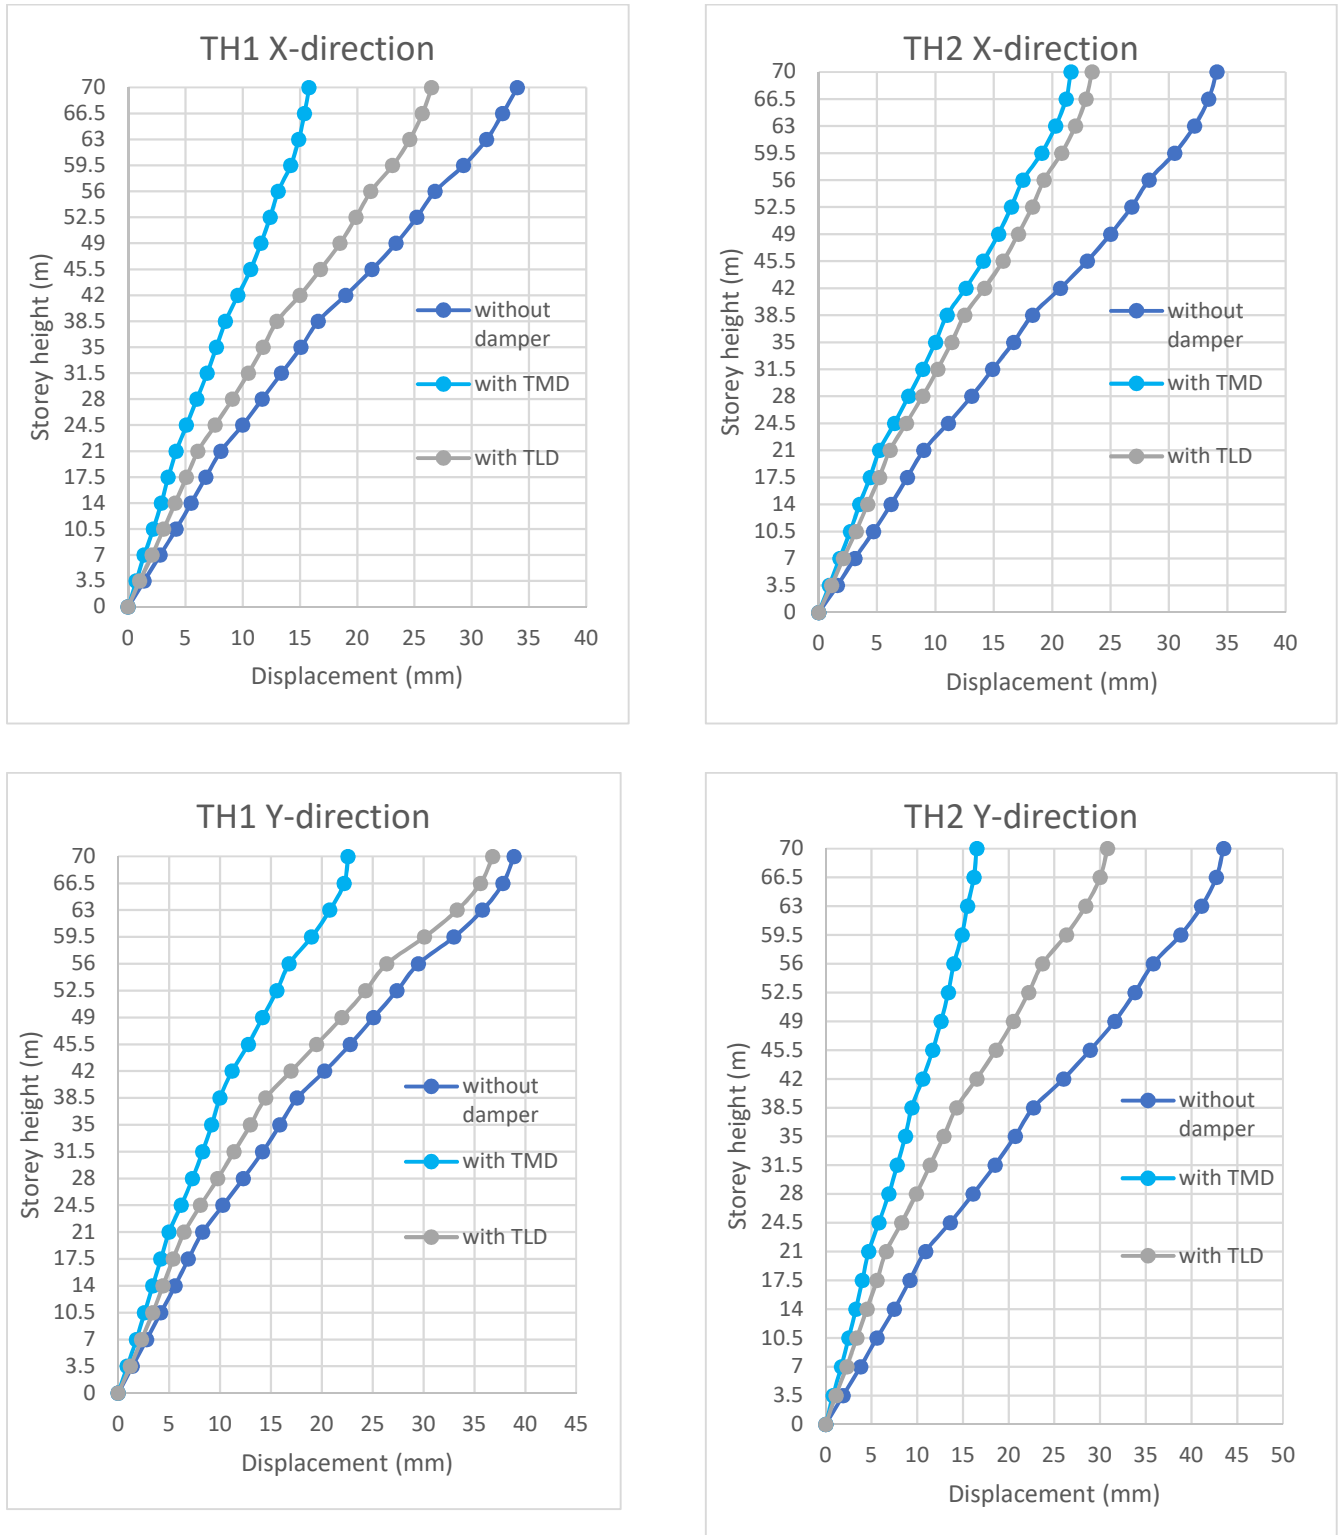 TH1 X-direction
70
66.5
63
59.5
56
52.5
49
45.5
42
38.5
35
31.5
28
24.5
21
17.5
14
10.5
7
3.5
0
Storey height (m)
without
damper
with TMD
with TLD
0 5 10 15 20 25 30 35 40
Displacement (mm)
TH2 X-direction
70
66.5
63
59.5
56
52.5
49
45.5
42
38.5
35
31.5
28
24.5
21
17.5
14
10.5
7
3.5
0
Storey height (m)
without
damper
with TMD
with TLD
0 5 10 15 20 25 30 35 40
Displacement (mm)
TH1 Y-direction
70
66.5
63
59.5
56
52.5
49
45.5
42
38.5
35
31.5
28
24.5
21
17.5
14
10.5
7
3.5
0
Storey height (m)
without
damper
with TMD
with TLD
0 5 10 15 20 25 30 35 40 45
Displacement (mm)
TH2 Y-direction
70
66.5
63
59.5
56
52.5
49
45.5
42
38.5
35
31.5
28
24.5
21
17.5
14
10.5
7
3.5
0
Storey height (m)
without
damper
with TMD
with TLD
0 5 10 15 20 25 30 35 40 45 50
Displacement (mm)